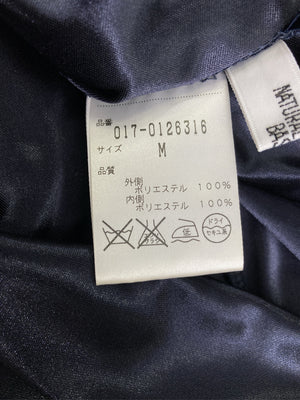 品番
017-0126316
サイズ
M
品質
外側
ポリエステル 100%
内側
ポリエステル 100%
低
ドライ
セキユ系
NATURAL
BAS